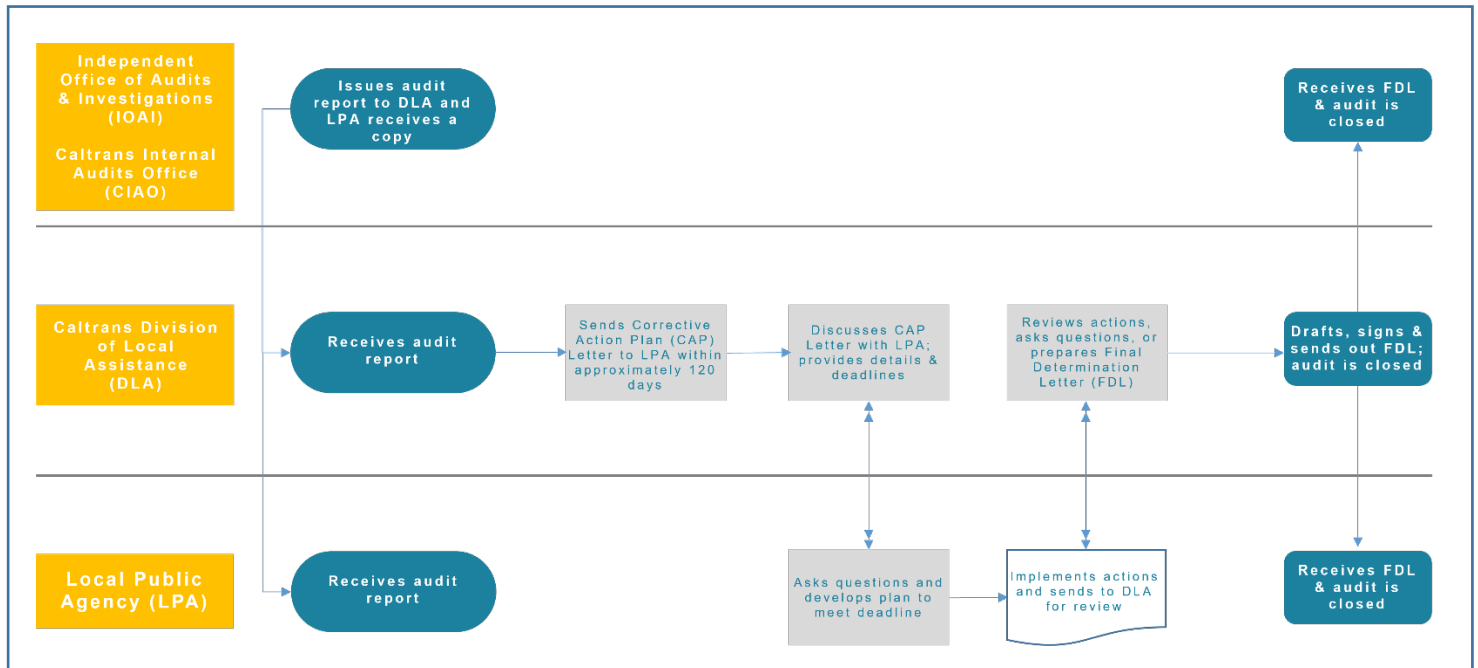 Independent
Office of Audits
& Investigations
(IOAI)
Caltrans Internal
Audits Office
(CIAO)
Issues audit
report to DLA and
LPA receives a
copy
Receives FDL
& audit is
closed
Caltrans Division
of Local
Assistance
(DLA)
Receives audit
report
Sends Corrective
Action Plan (CAP)
Letter to LPA within
approximately 120
days
Discusses CAP
Letter with LPA;
provides details &
deadlines
Reviews actions,
asks questions, or
prepares Final
Determination
Letter (FDL)
Drafts, signs &
sends out FDL;
audit is closed
Local Public
Agency (LPA)
Receives audit
report
Asks questions and
develops plan to
meet deadline
Implements actions
and sends to DLA
for review
Receives FDL
& audit is
closed